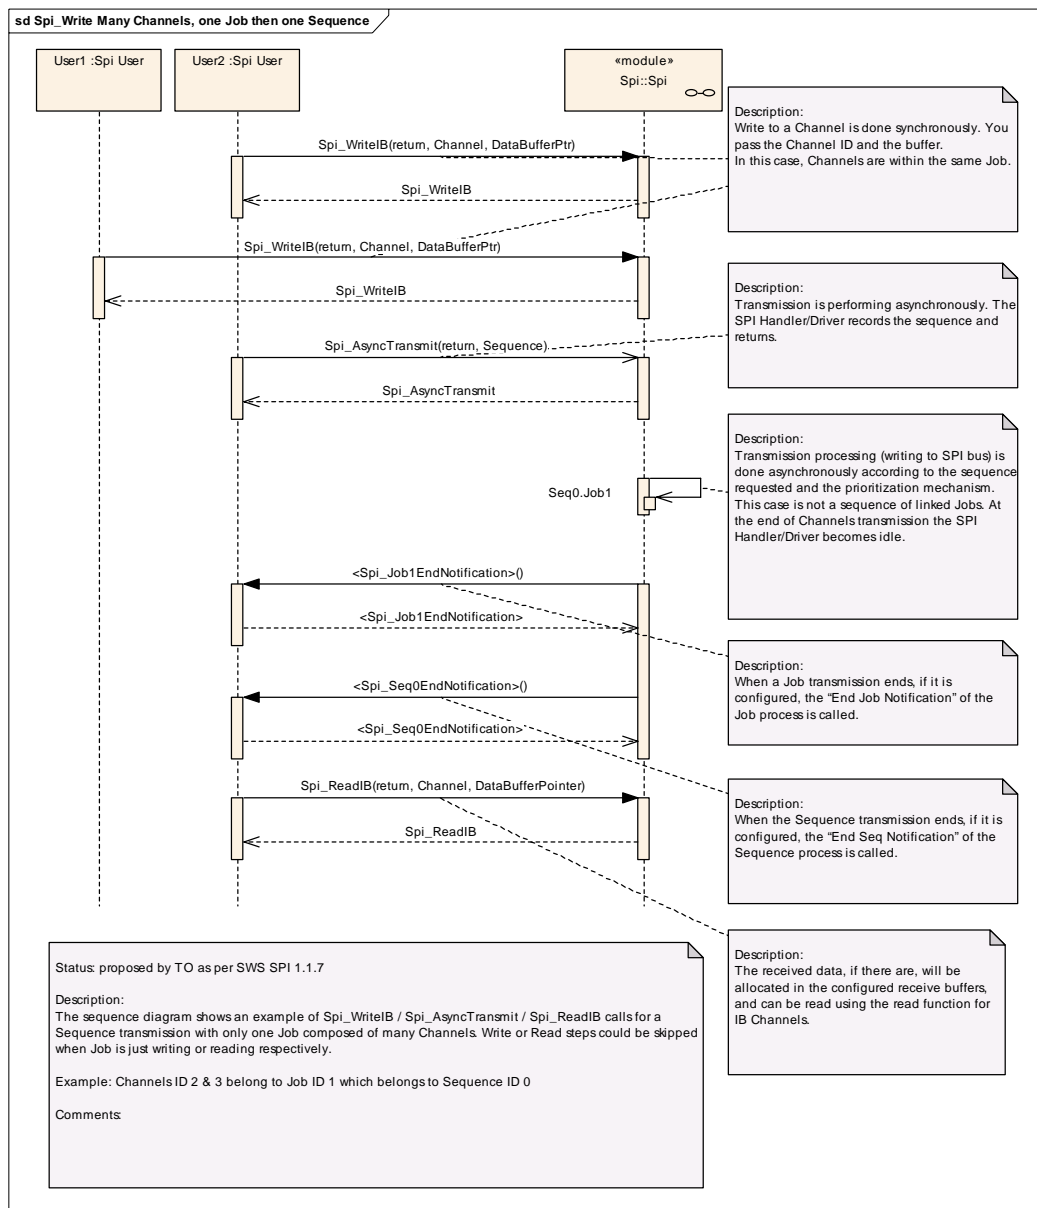 sd Spi_Write Many Channels, one Job then one Sequence
User1 :Spi User
User2 :Spi User
«module»
Spi::Spi
Description:
Write to a Channel is done synchronously. You
pass the Channel ID and the buffer.
In this case, Channels are within the same Job.
Spi_WriteIB(return, Channel, DataBufferPtr)
Spi_WriteIB
Spi_WriteIB(return, Channel, DataBufferPtr)
Spi_WriteIB
Description:
Transmission is performing asynchronously. The
SPI Handler/Driver records the sequence and
returns.
Spi_AsyncTransmit(return, Sequence)
Spi_AsyncTransmit
Description:
Transmission processing (writing to SPI bus) is
done asynchronously according to the sequence
requested and the prioritization mechanism.
This case is not a sequence of linked Jobs. At
the end of Channels transmission the SPI
Handler/Driver becomes idle.
Seq0.Job1
<Spi_Job1EndNotification>()
<Spi_Job1EndNotification>
Description:
When a Job transmission ends, if it is
configured, the “End Job Notification” of the
Job process is called.
<Spi_Seq0EndNotification>()
<Spi_Seq0EndNotification>
Description:
When the Sequence transmission ends, if it is
configured, the “End Seq Notification” of the
Sequence process is called.
Spi_ReadIB(return, Channel, DataBufferPointer)
Spi_ReadIB
Description:
The received data, if there are, will be
allocated in the configured receive buffers,
and can be read using the read function for
IB Channels.
Status: proposed by TO as per SWS SPI 1.1.7
Description:
The sequence diagram shows an example of Spi_WriteIB / Spi_AsyncTransmit / Spi_ReadIB calls for a
Sequence transmission with only one Job composed of many Channels. Write or Read steps could be skipped
when Job is just writing or reading respectively.
Example: Channels ID 2 & 3 belong to Job ID 1 which belongs to Sequence ID 0
Comments: